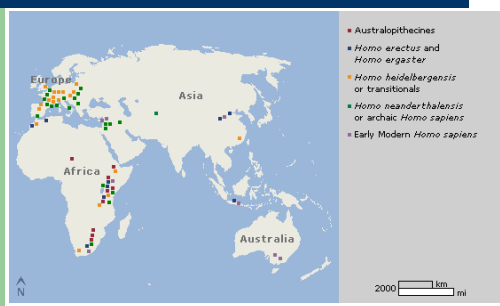 Europe
Asia
Africa
Australia
N
Australopithecines
Homo erectus and
Homo ergaster
Homo heidelbergensis
or transitionals
Homo neanderthalensis
or archaic Homo sapiens
Early Modern Homo sapiens
2000 km
mi